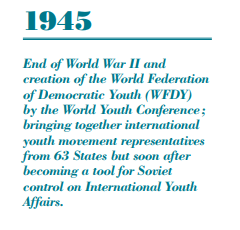 1945
End of World War II and
creation of the World Federation
of Democratic Youth (WFDY)
by the World Youth Conference ;
bringing together international
youth movement representatives
from 63 States but soon after
becoming a tool for Soviet
control on International Youth
Affairs.